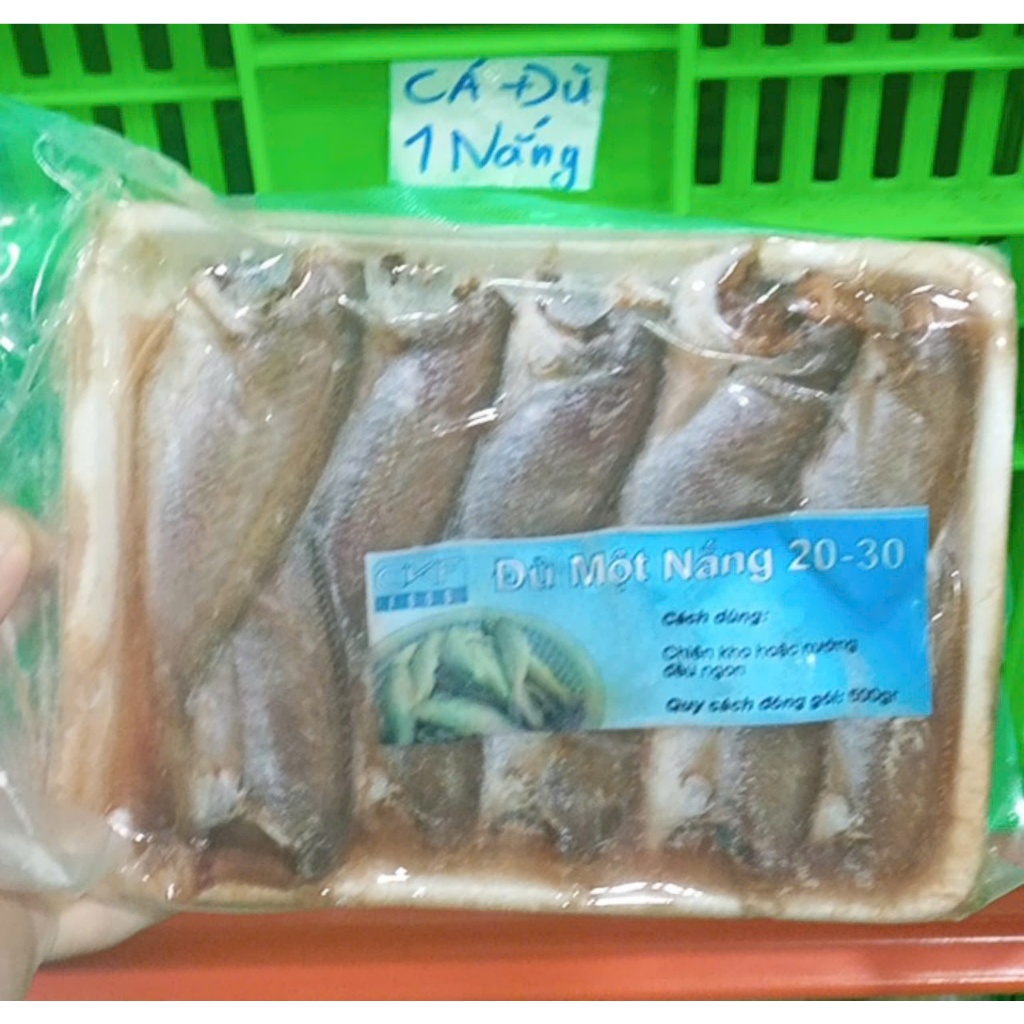 CÁ ĐÙ
1 Nắng
Đù Một Nắng 20-30
Cách dùng:
Chiên kho hoặc nướng
đều ngon
Quy cách đóng gói: 500gr